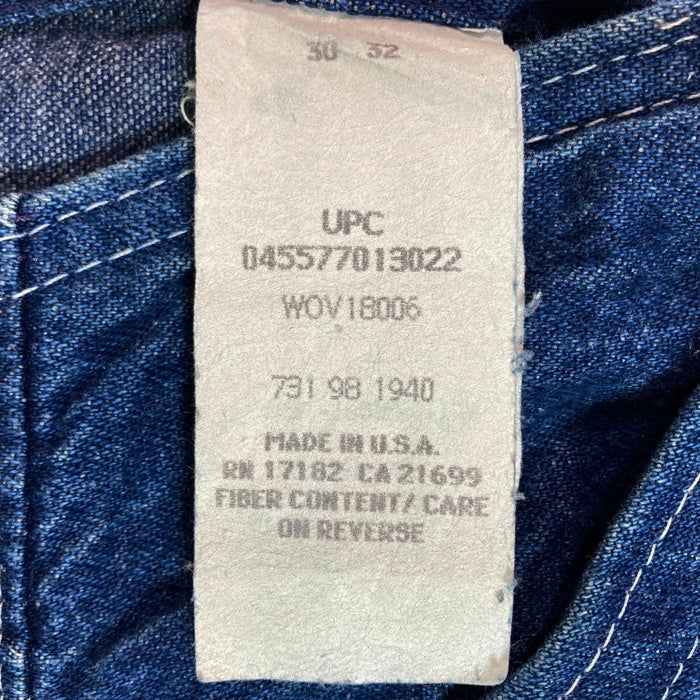 30 32
UPC
045577013022
WOV18006
731 98 1940
MADE IN U.S.A.
RN 17182 CA 21699
FIBER CONTENT/ CARE
ON REVERSE